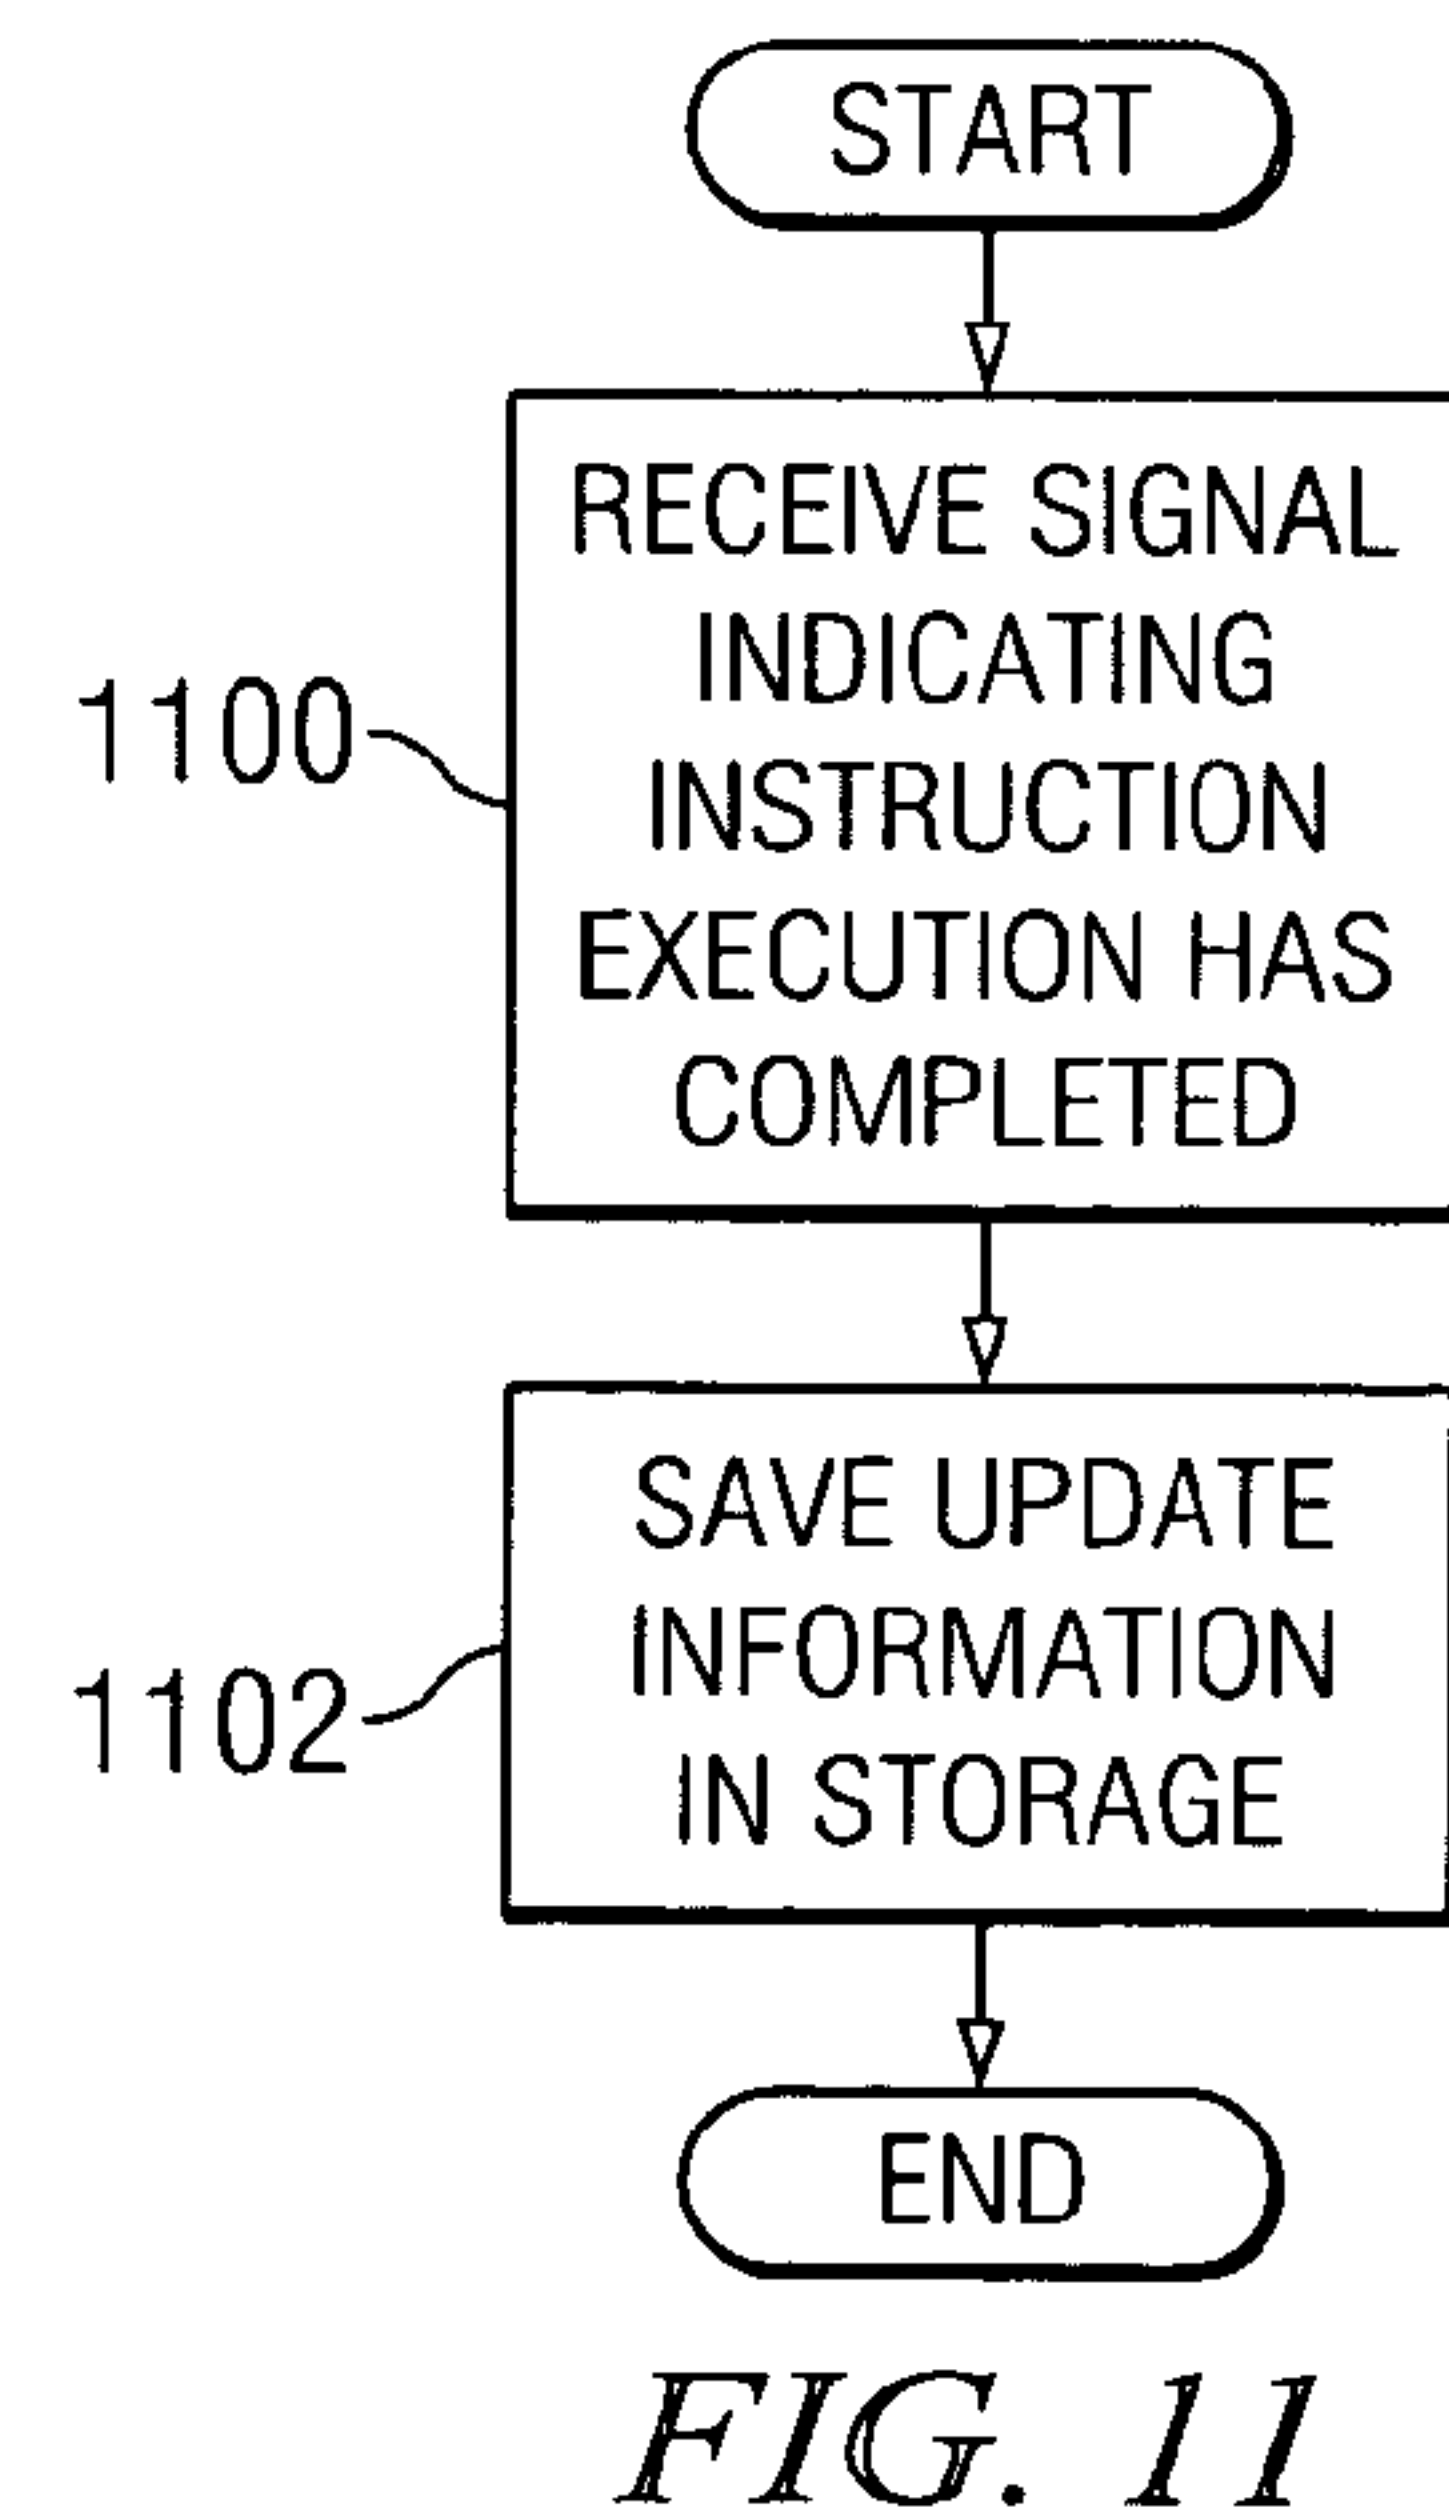 START
RECEIVE SIGNAL
INDICATING
INSTRUCTION
EXECUTION HAS
COMPLETED
1100
SAVE UPDATE
INFORMATION
IN STORAGE
1102
END
FIG. 11